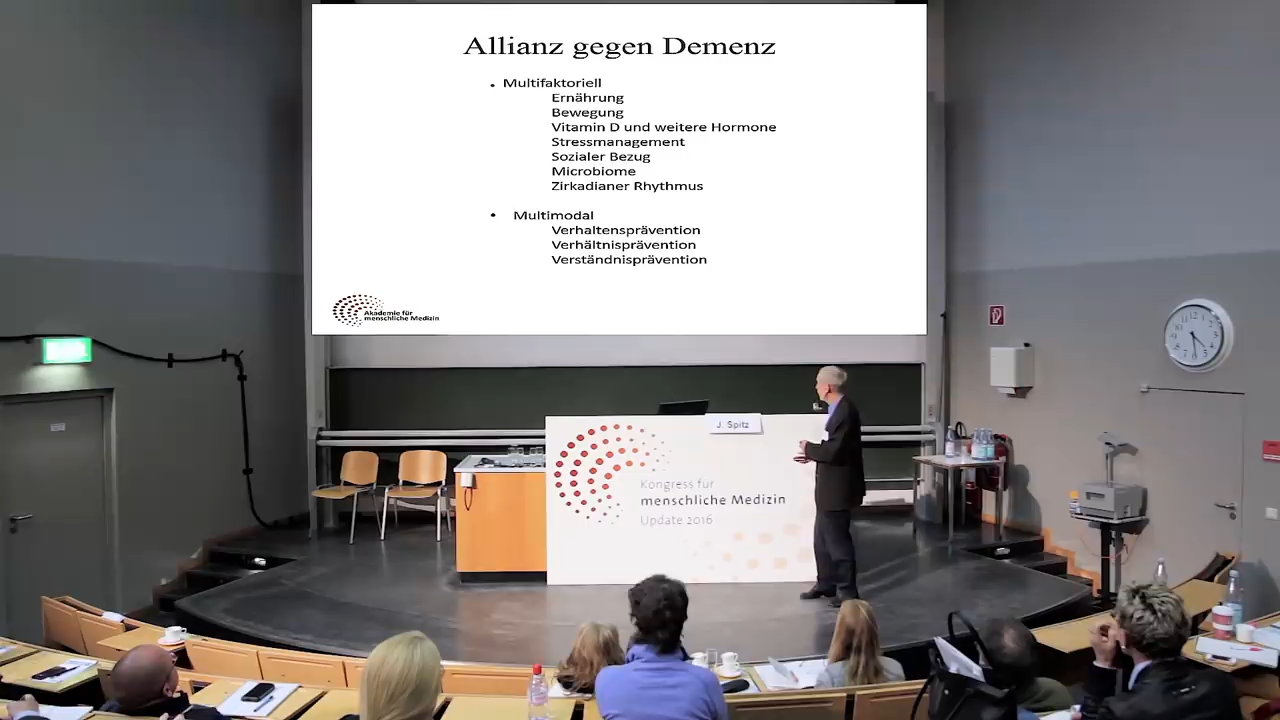 Allianz gegen Demenz
• Multifaktoriell
Ernährung
Bewegung
Vitamin D und weitere Hormone
Stressmanagement
Sozialer Bezug
Microbiome
Zirkadianer Rhythmus
• Multimodal
Verhaltensprävention
Verhältnisprävention
Verständnisprävention
Akademie für
menschliche Medizin
J. Spitz
Kongress für
menschliche Medizin
Update 2016